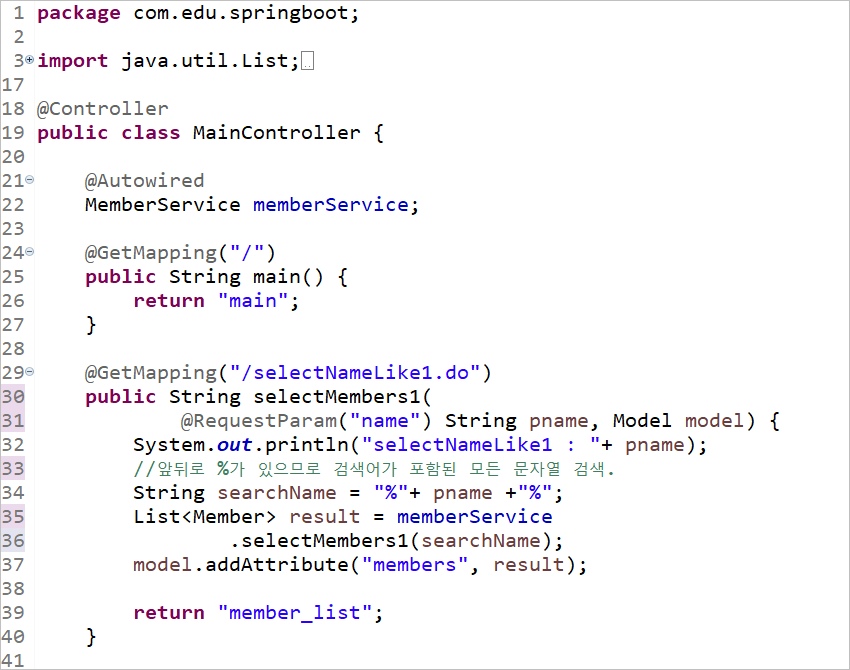 1 package com.edu.springboot;
2
3 import java.util.List;
17
18 @Controller
19 public class MainController {
20
21     @Autowired
22     MemberService memberService;
23
24     @GetMapping("/")
25     public String main() {
26         return "main";
27     }
28
29     @GetMapping("/selectNameLike1.do")
30     public String selectMembers1(
31             @RequestParam("name") String pname, Model model) {
32         System.out.println("selectNameLike1 : "+ pname);
33         //앞뒤로 %가 있으므로 검색어가 포함된 모든 문자열 검색.
34         String searchName = "%"+ pname +"%";
35         List<Member> result = memberService
36                 .selectMembers1(searchName);
37         model.addAttribute("members", result);
38
39         return "member_list";
40     }
41